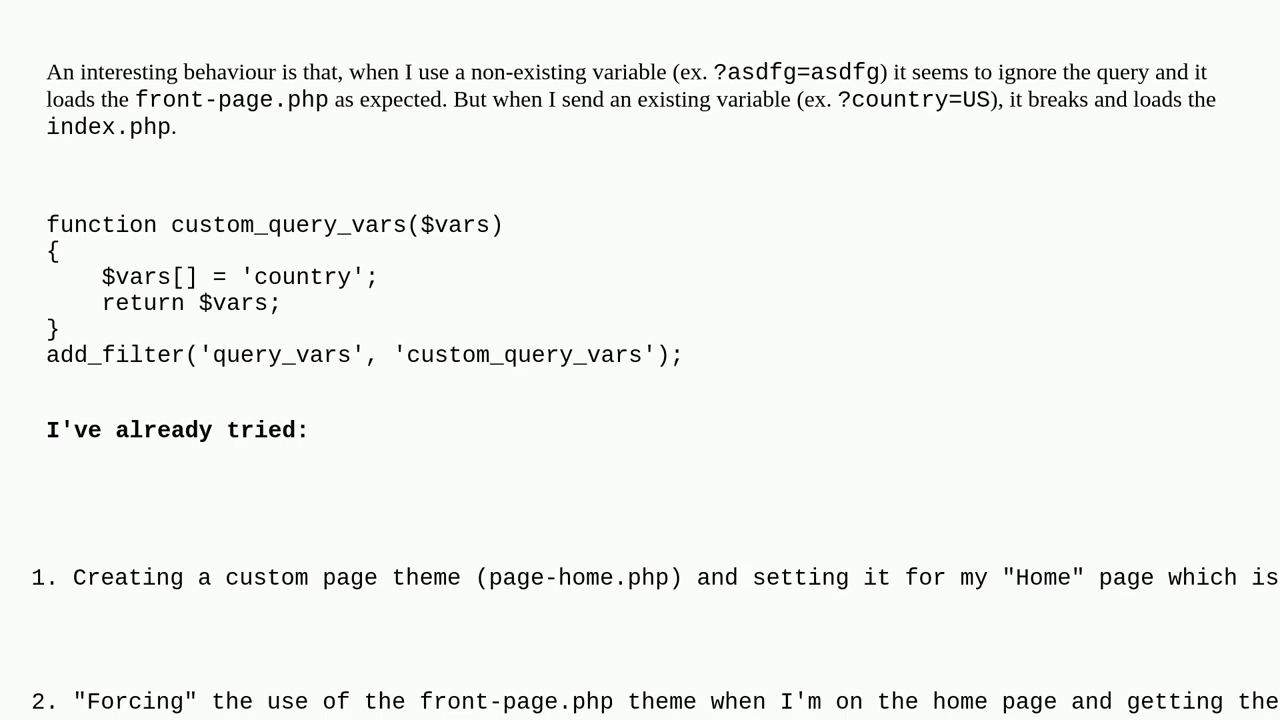 An interesting behaviour is that, when I use a non-existing variable (ex. ?asdfg=asdfg) it seems to ignore the query and it
loads the front-page.php as expected. But when I send an existing variable (ex. ?country=US), it breaks and loads the
index.php.
function custom_query_vars($vars)
{
    $vars[] = 'country';
    return $vars;
}
add_filter('query_vars', 'custom_query_vars');
I've already tried:
1. Creating a custom page theme (page-home.php) and setting it for my "Home" page which is
2. "Forcing" the use of the front-page.php theme when I'm on the home page and getting the